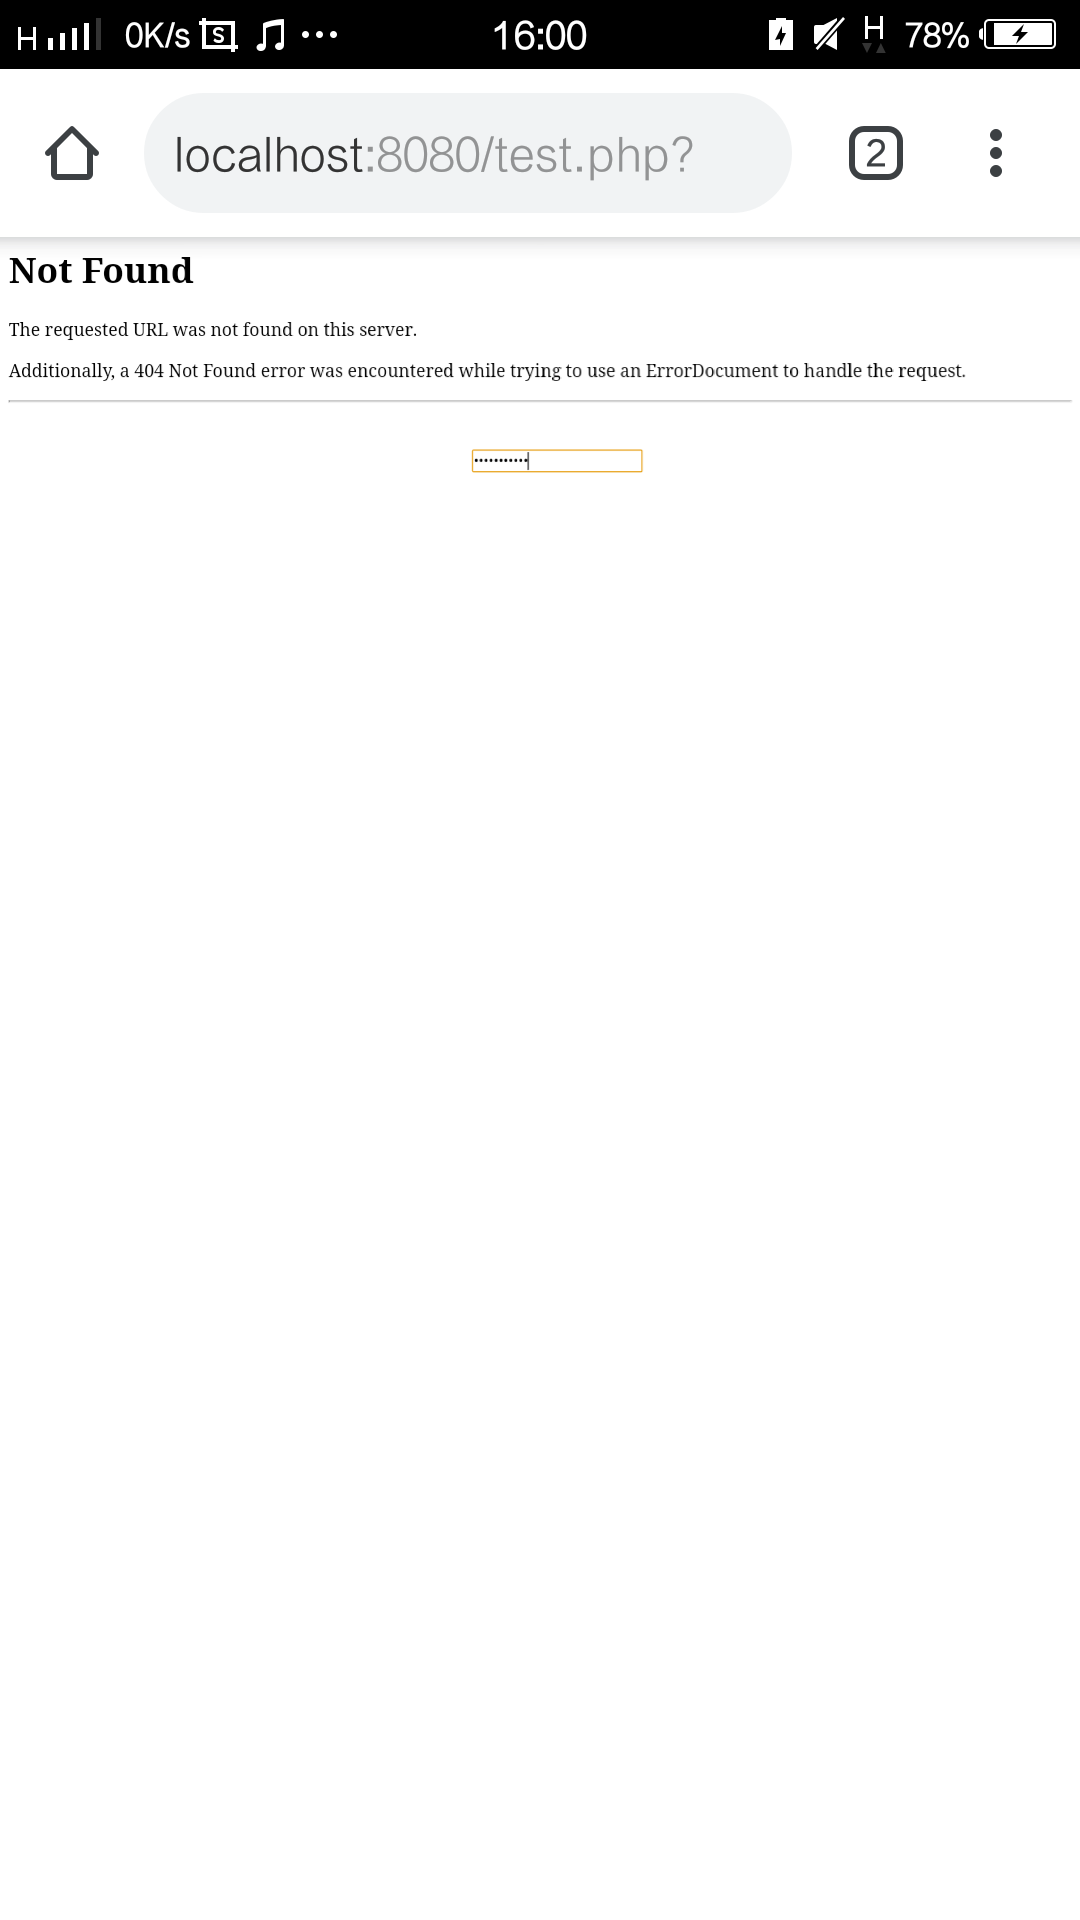 H 0K/s S 16:00 H 78%
localhost:8080/test.php? 2
Not Found
The requested URL was not found on this server.
Additionally, a 404 Not Found error was encountered while trying to use an ErrorDocument to handle the request.
•••••••••••